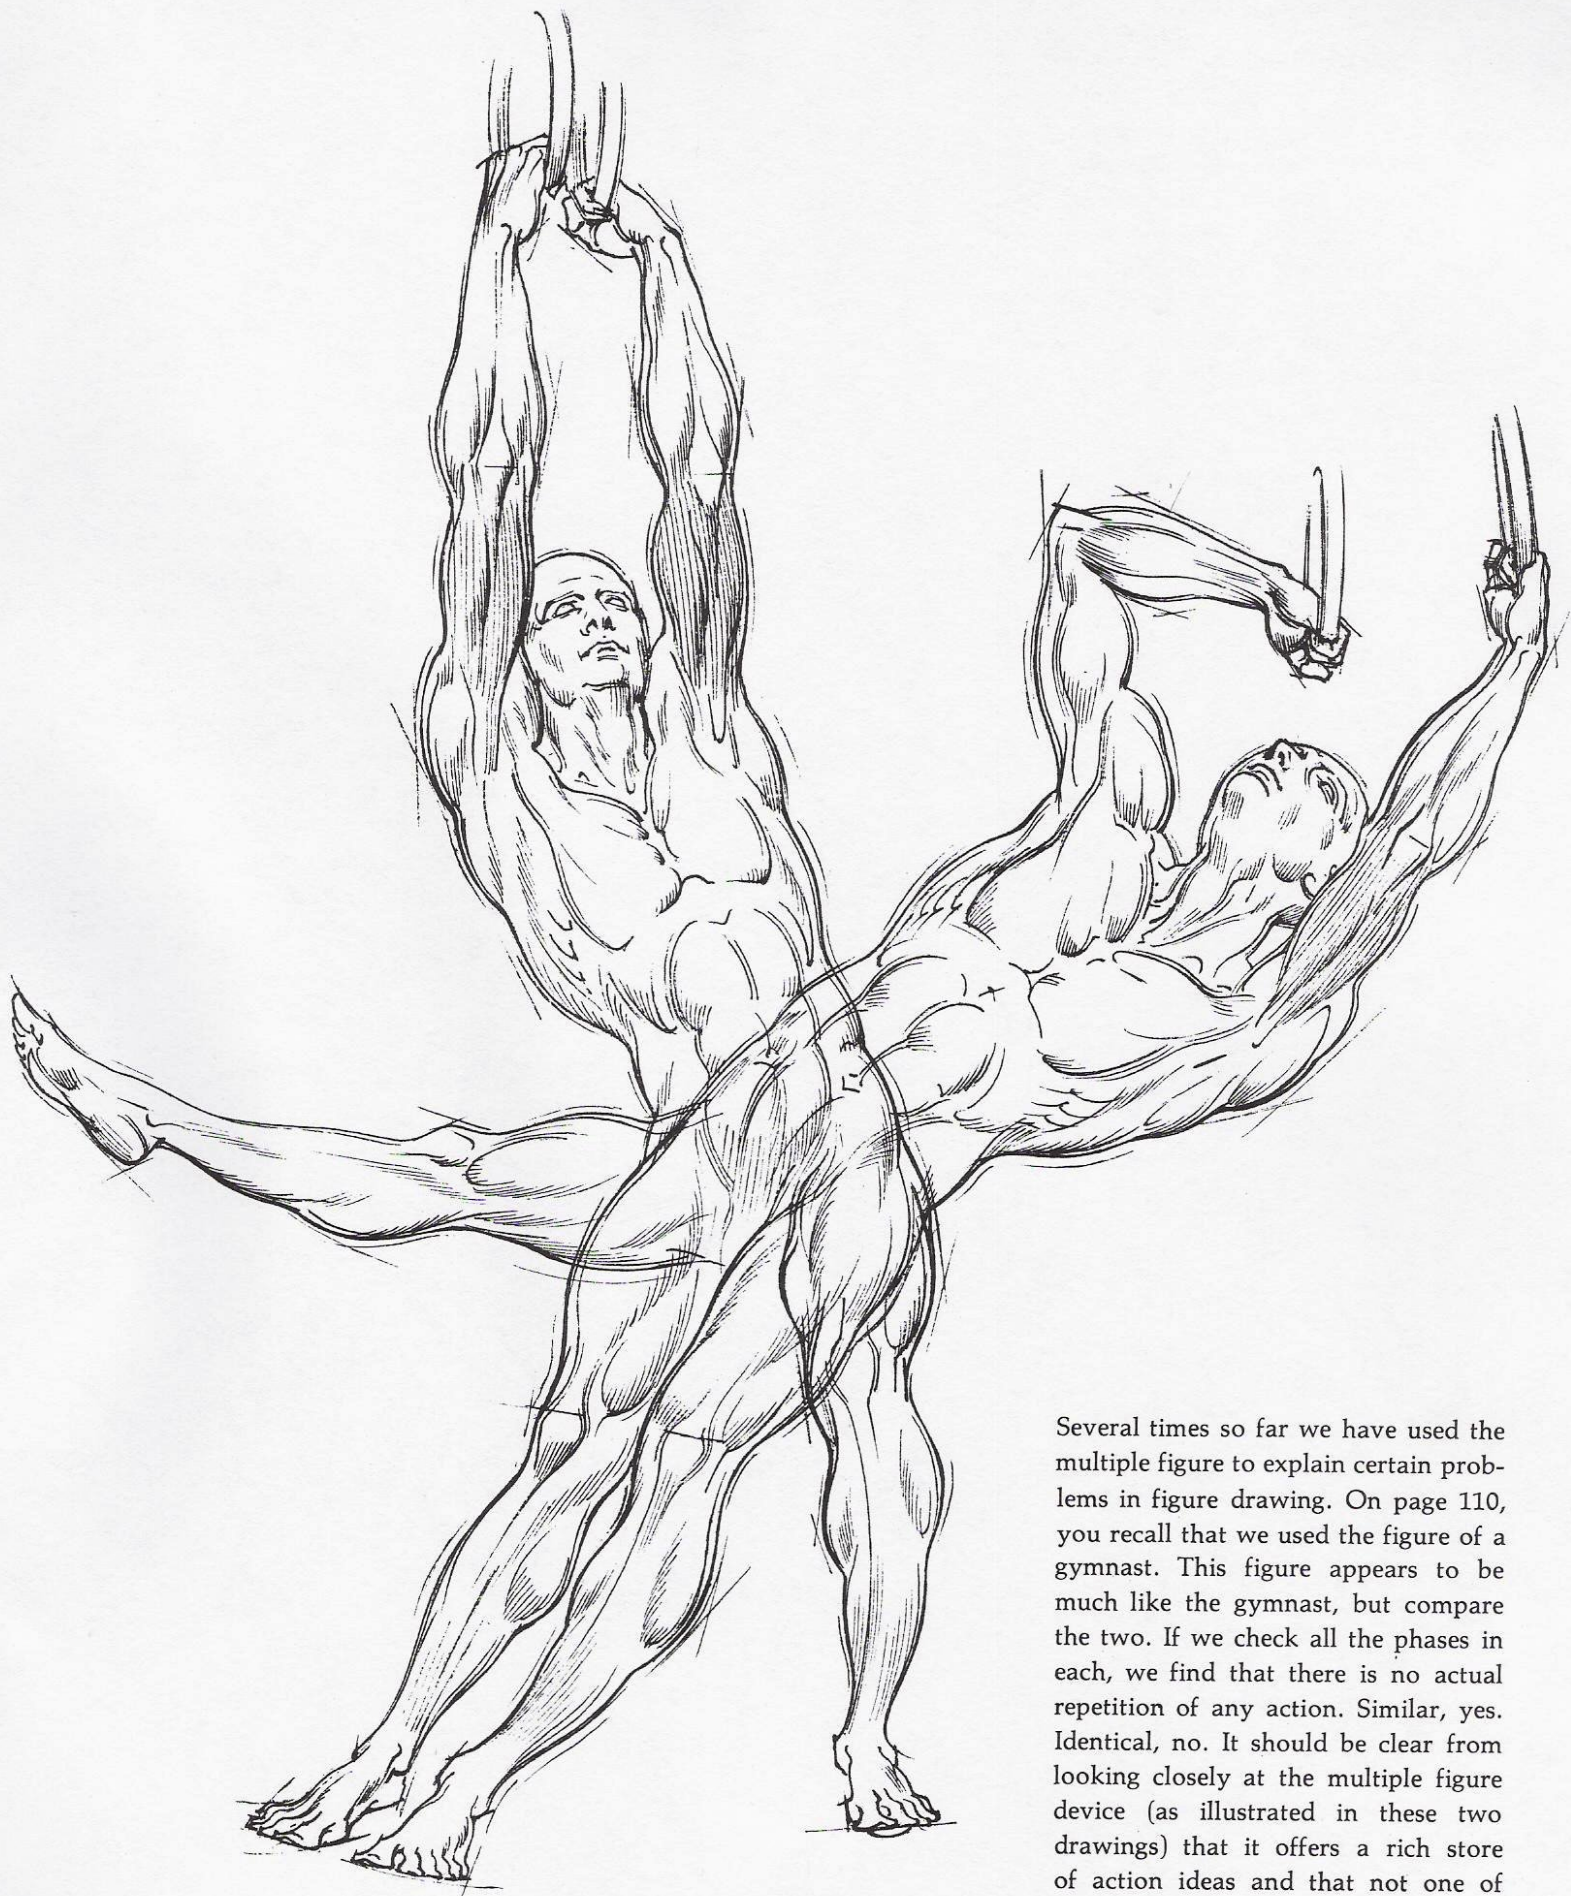 Several times so far we have used the
multiple figure to explain certain prob-
lems in figure drawing. On page 110,
you recall that we used the figure of a
gymnast. This figure appears to be
much like the gymnast, but compare
the two. If we check all the phases in
each, we find that there is no actual
repetition of any action. Similar, yes.
Identical, no. It should be clear from
looking closely at the multiple figure
device (as illustrated in these two
drawings) that it offers a rich store
of action ideas and that not one of